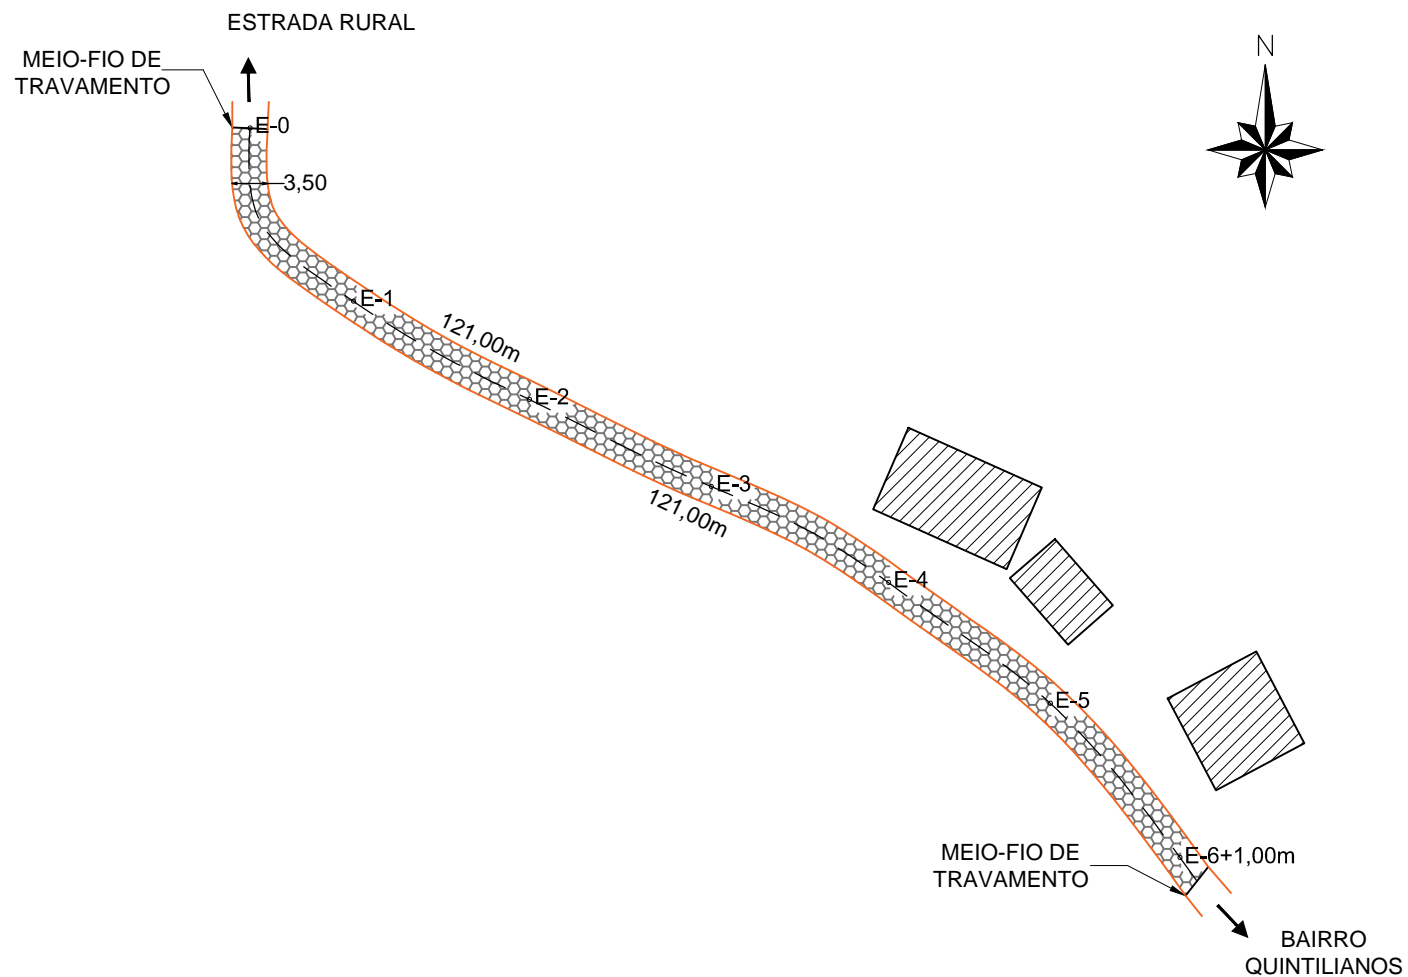 ESTRADA RURAL
MEIO-FIO DE
TRAVAMENTO
N
E-0
3,50
E-1
121,00m
E-2
E-3
121,00m
E-4
E-5
MEIO-FIO DE
TRAVAMENTO
E-6+1,00m
BAIRRO
QUINTILIANOS